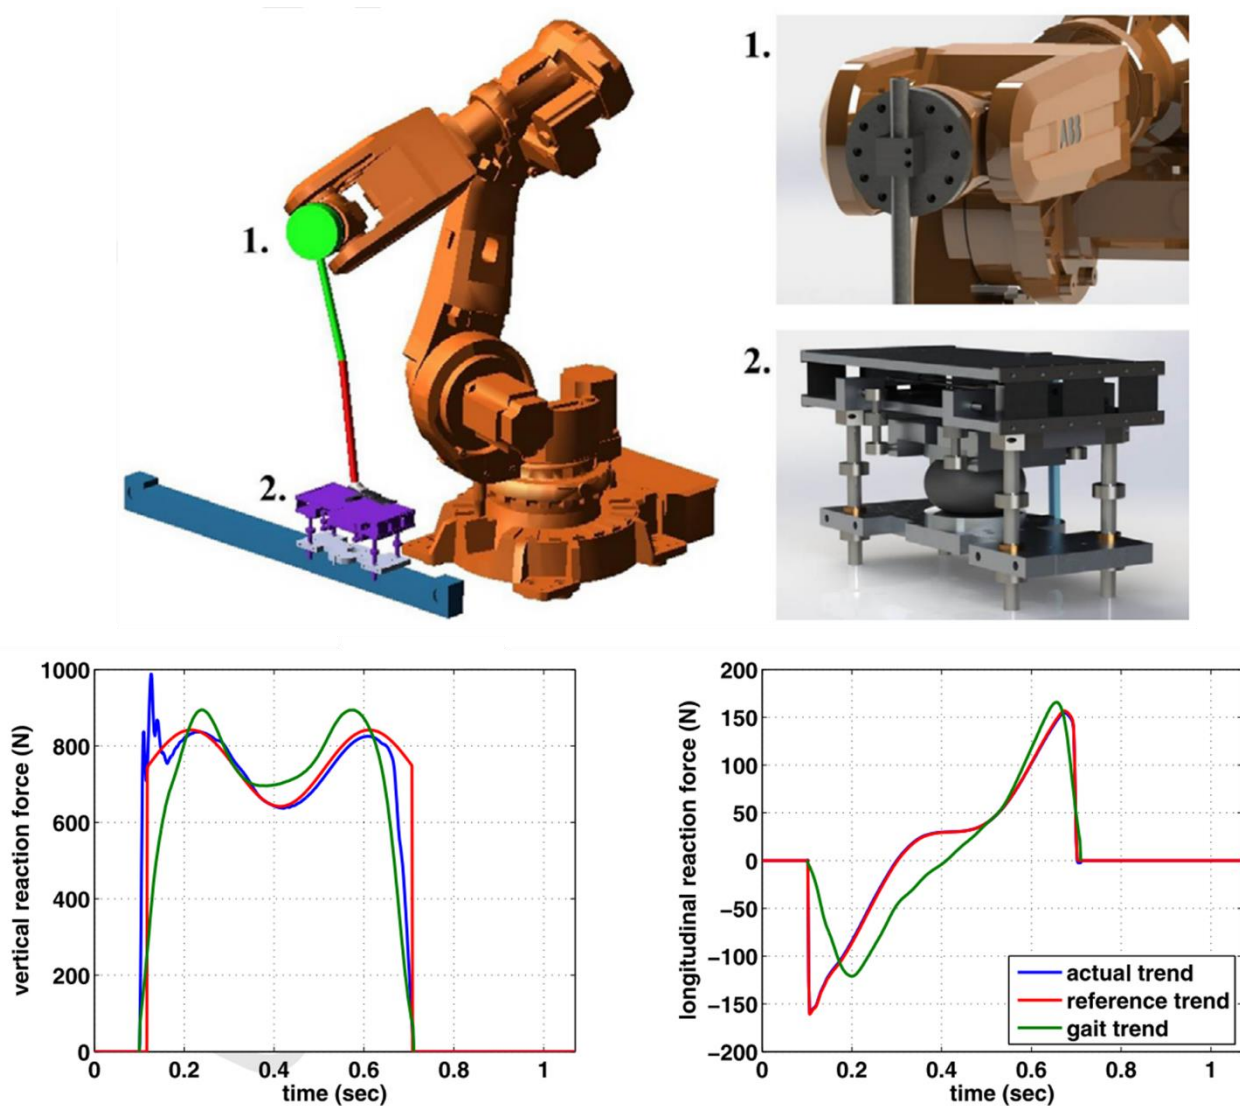 1.
2.
1.
ABB
2.
1000
800
600
400
200
0
vertical reaction force (N)
0 0.2 0.4 0.6 0.8 1
time (sec)
200
150
100
50
0
−50
−100
−150
−200
longitudinal reaction force (N)
0 0.2 0.4 0.6 0.8 1
time (sec)
actual trend
reference trend
gait trend